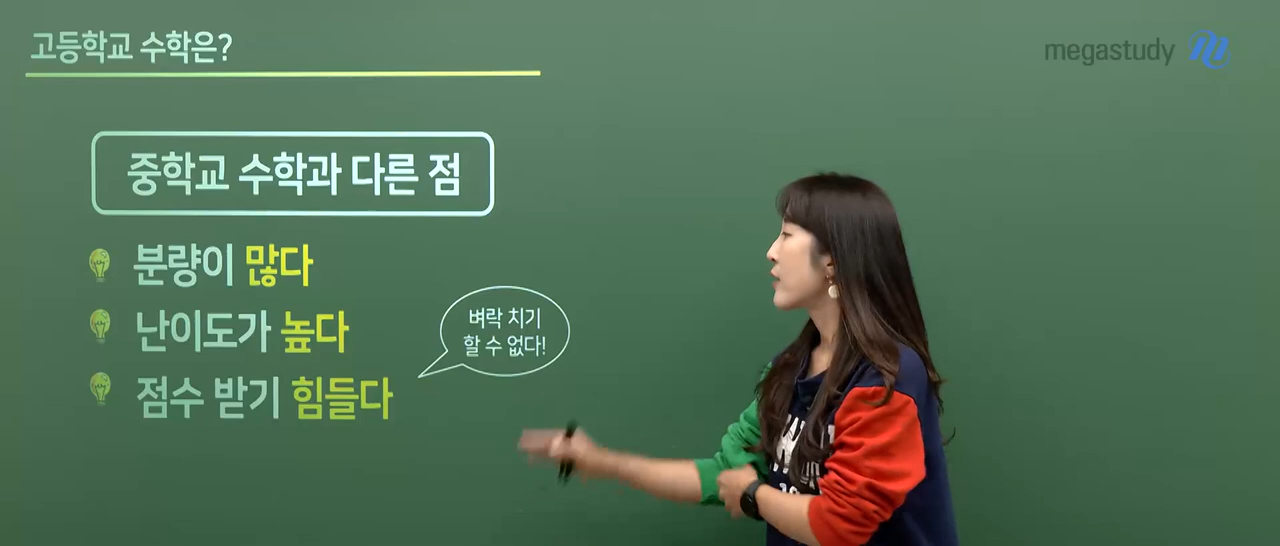 고등학교 수학은?
megastudy
중학교 수학과 다른 점
분량이 많다
난이도가 높다
벼락 치기
할 수 없다!
점수 받기 힘들다